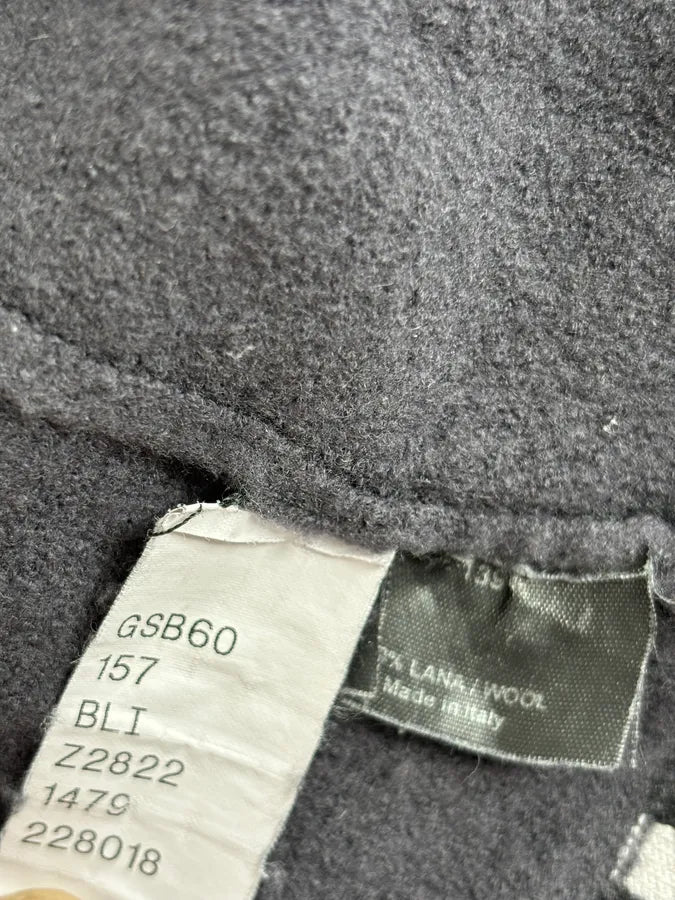 GSB60
157
BLI
Z2822
1479
228018
LANA / WOOL
Made in Italy